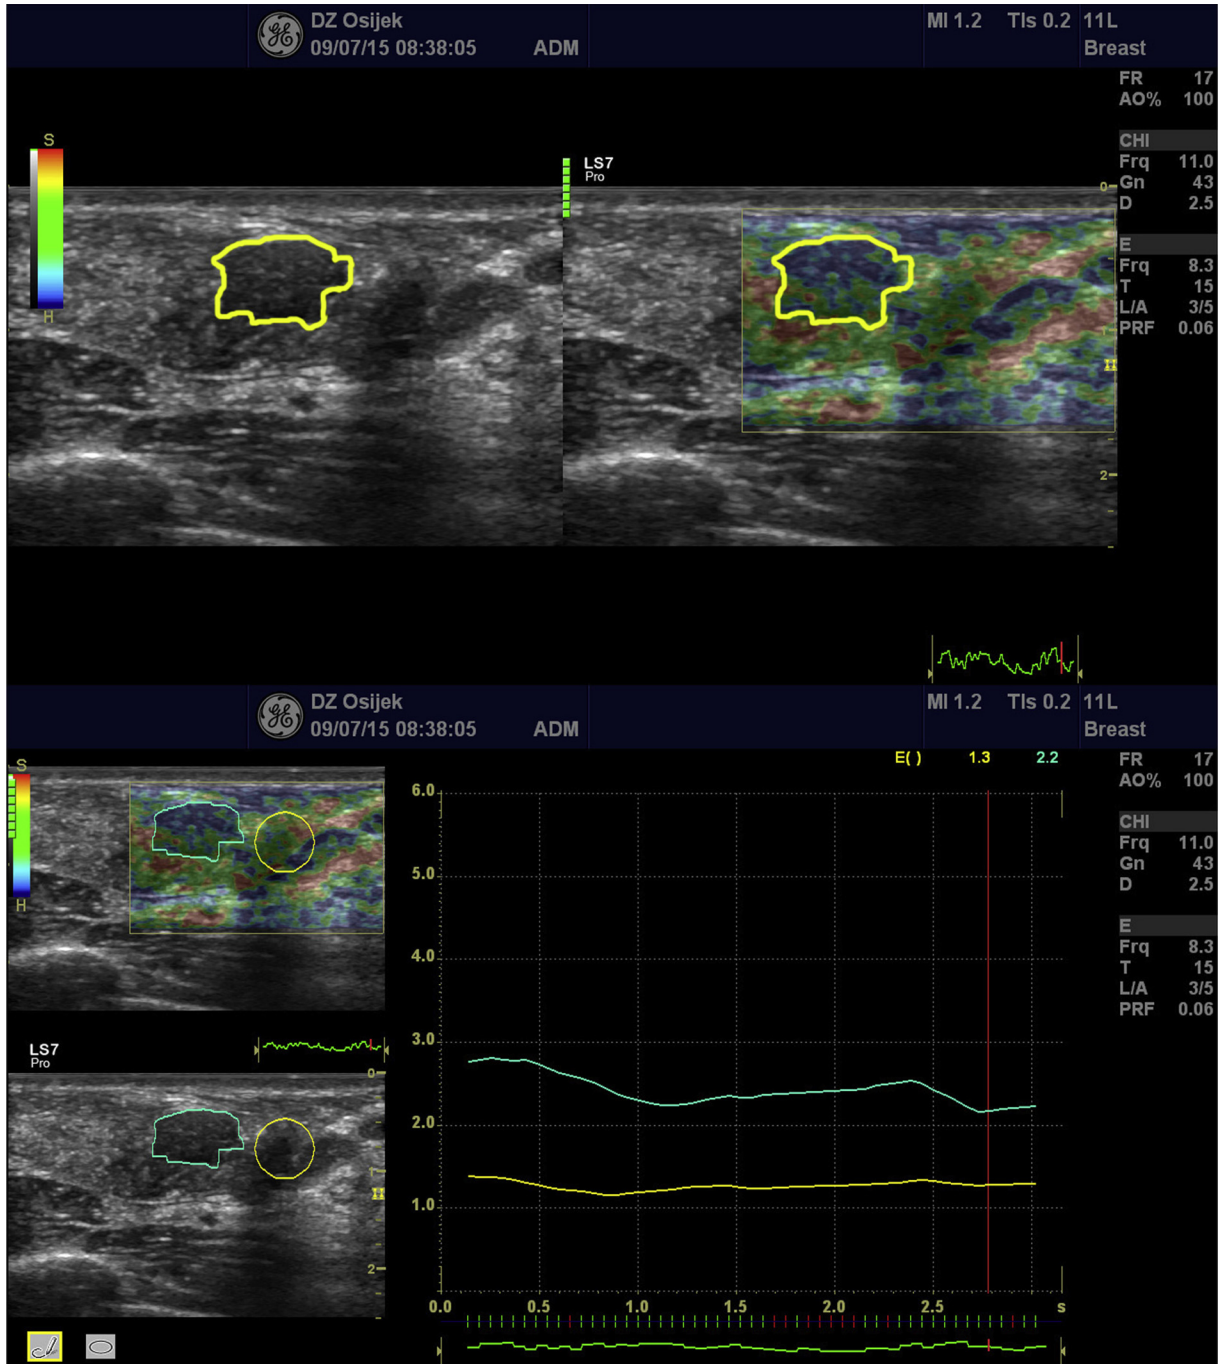 DZ Osijek
09/07/15 08:38:05 ADM
MI 1.2 TIs 0.2 11L
Breast
FR 17
AO% 100
CHI
Frq 11.0
Gn 43
D 2.5
E
Frq 8.3
T 15
L/A 3/5
PRF 0.06
S
H
LS7
Pro
0
1
H
2
DZ Osijek
09/07/15 08:38:05 ADM
MI 1.2 TIs 0.2 11L
Breast
E( ) 1.3 2.2
FR 17
AO% 100
CHI
Frq 11.0
Gn 43
D 2.5
E
Frq 8.3
T 15
L/A 3/5
PRF 0.06
S
H
LS7
Pro
0
H
2
6.0
5.0
4.0
3.0
2.0
1.0
0.0 0.5 1.0 1.5 2.0 2.5 s